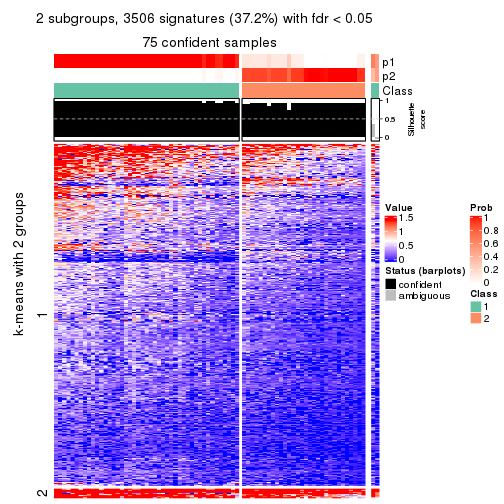 2 subgroups, 3506 signatures (37.2%) with fdr < 0.05
75 confident samples
p1
p2
Class
1
0.5
0
Silhouette
score
k-means with 2 groups
1
2
Value
1.5
1
0.5
0
Status (barplots)
confident
ambiguous
Prob
1
0.8
0.6
0.4
0.2
0
Class
1
2